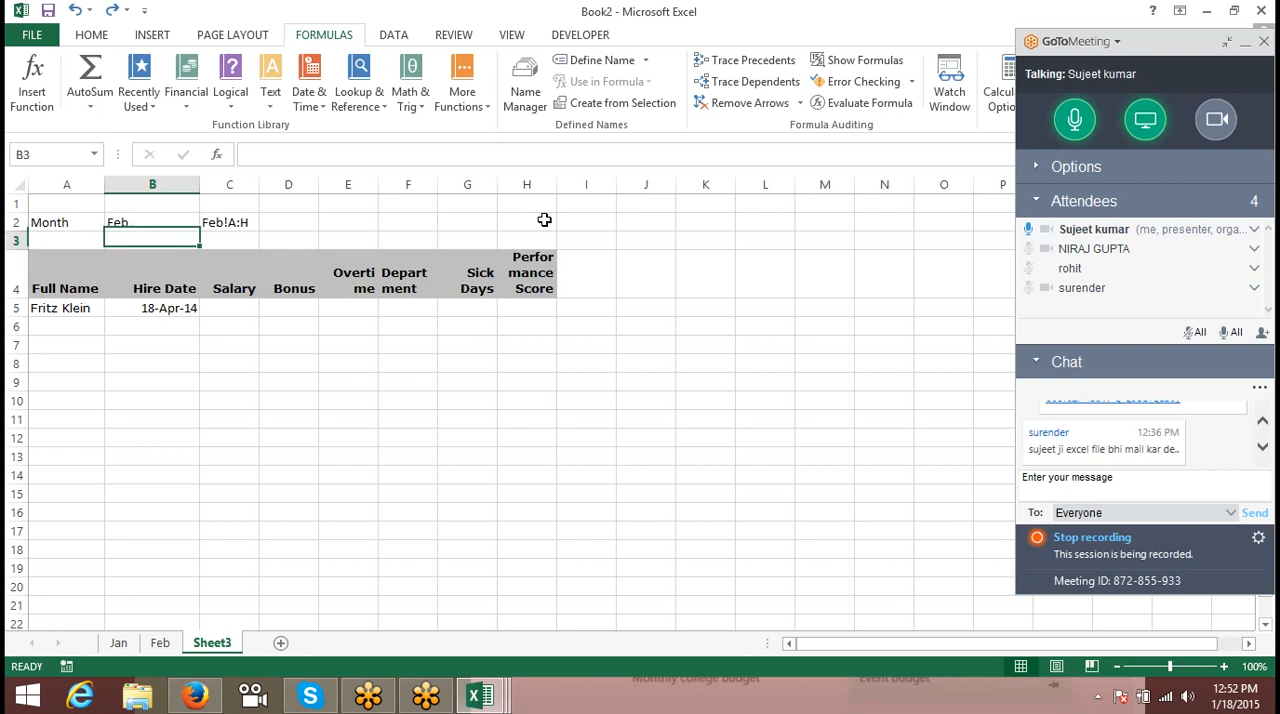 Book2 - Microsoft Excel
FILE HOME INSERT PAGE LAYOUT FORMULAS DATA REVIEW VIEW DEVELOPER
GoToMeeting
Talking: Sujeet kumar
fx Insert Function
Σ AutoSum
Recently Used
Financial
Logical
Text
Date & Time
Lookup & Reference
Math & Trig
More Functions
Function Library
Name Manager
Define Name
Use in Formula
Create from Selection
Defined Names
Trace Precedents
Trace Dependents
Remove Arrows
Show Formulas
Error Checking
Evaluate Formula
Formula Auditing
Watch Window
B3
fx
A B C D E F G H I J K L M N O P
1
2 Month Feb Feb!A:H
3
4 Full Name Hire Date Salary Bonus Overti me Depart ment Sick Days Perfor mance Score
5 Fritz Klein 18-Apr-14
6
7
8
9
10
11
12
13
14
15
16
17
18
19
20
21
22
Options
Attendees 4
Sujeet kumar (me, presenter, orga...
NIRAJ GUPTA
rohit
surender
All All
Chat
surender 12:36 PM
sujeet ji excel file bhi mail kar de..
Enter your message
To: Everyone Send
Stop recording
This session is being recorded.
Meeting ID: 872-855-933
Jan Feb Sheet3
READY
100%
Monthly college budget
Event budget
12:52 PM
1/18/2015